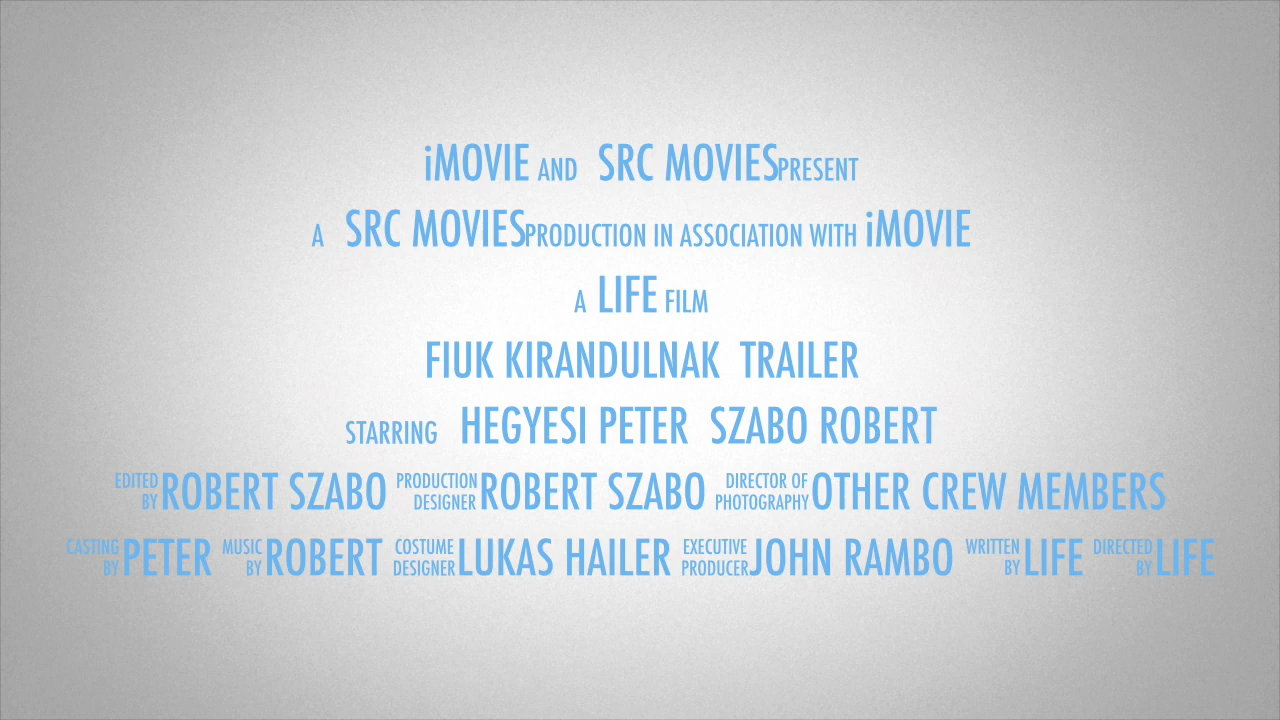 iMOVIE AND SRC MOVIES PRESENT
A SRC MOVIES PRODUCTION IN ASSOCIATION WITH iMOVIE
A LIFE FILM
FIUK KIRANDULNAK TRAILER
STARRING HEGYESI PETER SZABO ROBERT
EDITED BY ROBERT SZABO PRODUCTION DESIGNER ROBERT SZABO DIRECTOR OF PHOTOGRAPHY OTHER CREW MEMBERS
CASTING BY PETER MUSIC BY ROBERT COSTUME DESIGNER LUKAS HAILER EXECUTIVE PRODUCER JOHN RAMBO WRITTEN BY LIFE DIRECTED BY LIFE